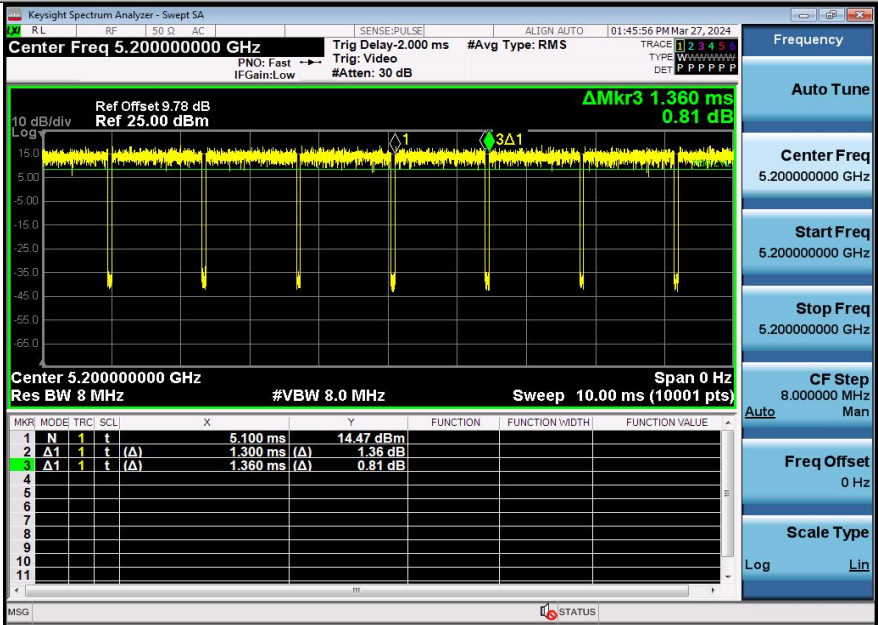 Keysight Spectrum Analyzer - Swept SA
LXI RL RF 50 Ω AC SENSE:PULSE ALIGN AUTO 01:45:56 PM Mar 27, 2024
Center Freq 5.200000000 GHz
PNO: Fast
IFGain:Low
Trig Delay-2.000 ms
Trig: Video
#Atten: 30 dB
#Avg Type: RMS
TRACE 1 2 3 4 5 6
TYPE WWWWWW
DET P P P P P P
Frequency
ΔMkr3 1.360 ms
0.81 dB
Ref Offset 9.78 dB
10 dB/div Ref 25.00 dBm
Log
1
3Δ1
15.0
5.00
-5.00
-15.0
-25.0
-35.0
-45.0
-55.0
-65.0
Center 5.200000000 GHz Span 0 Hz
Res BW 8 MHz #VBW 8.0 MHz Sweep 10.00 ms (10001 pts)
MKR MODE TRC SCL X Y FUNCTION FUNCTION WIDTH FUNCTION VALUE
1 N 1 t 5.100 ms 14.47 dBm
2 Δ1 1 t (Δ) 1.300 ms (Δ) 1.36 dB
3 Δ1 1 t (Δ) 1.360 ms (Δ) 0.81 dB
4
5
6
7
8
9
10
11
MSG STATUS
Auto Tune
Center Freq
5.200000000 GHz
Start Freq
5.200000000 GHz
Stop Freq
5.200000000 GHz
CF Step
8.000000 MHz
Auto Man
Freq Offset
0 Hz
Scale Type
Log Lin